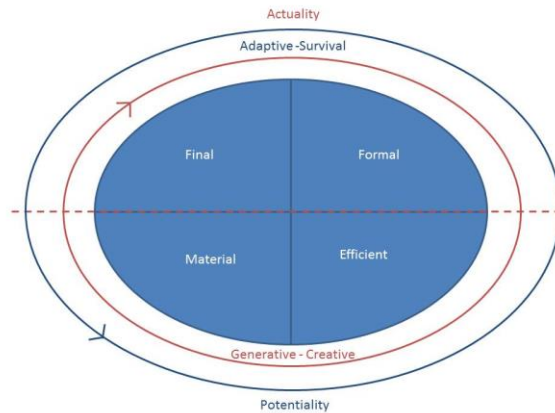 Actuality
Adaptive -Survival
Final
Formal
Material
Efficient
Generative - Creative
Potentiality